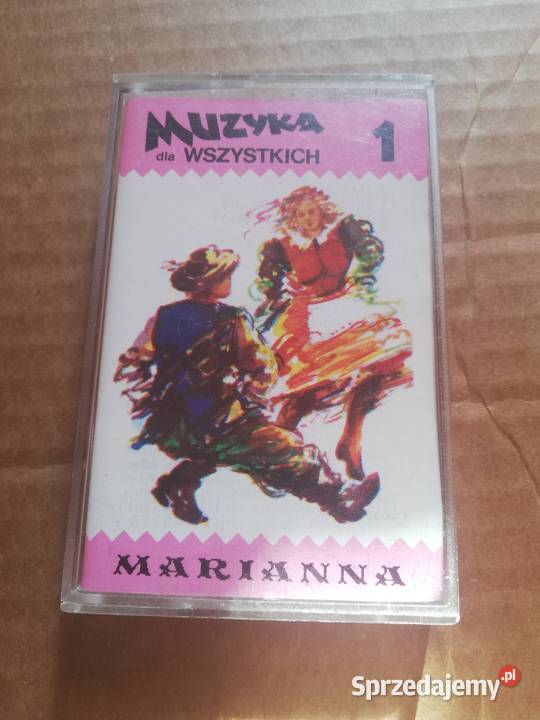 MUZYKA
dla WSZYSTKICH 1
MARIANNA
Sprzedajemy.pl